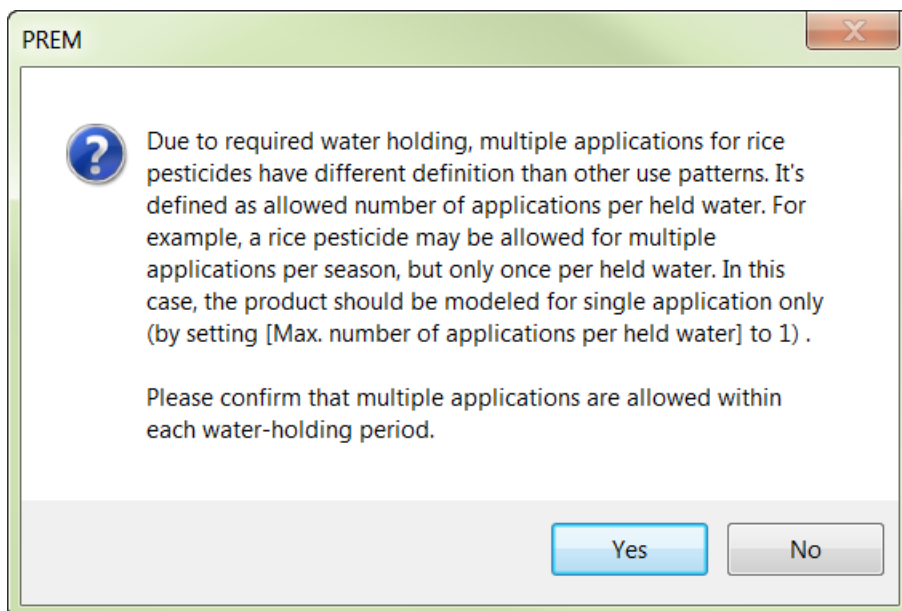 PREM
Due to required water holding, multiple applications for rice
pesticides have different definition than other use patterns. It's
defined as allowed number of applications per held water. For
example, a rice pesticide may be allowed for multiple
applications per season, but only once per held water. In this
case, the product should be modeled for single application only
(by setting [Max. number of applications per held water] to 1) .
Please confirm that multiple applications are allowed within
each water-holding period.
Yes
No